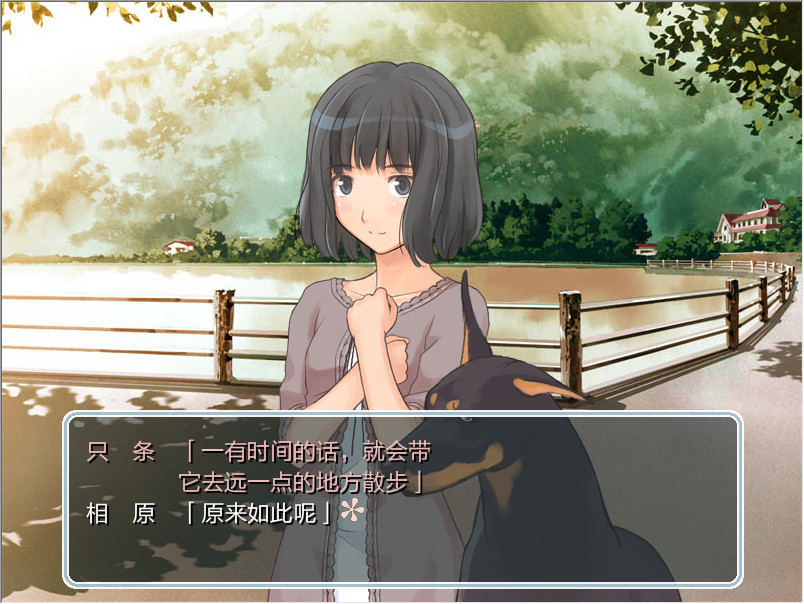 只　条　「一有时间的话，就会带
它去远一点的地方散步」
相　原　「原来如此呢」